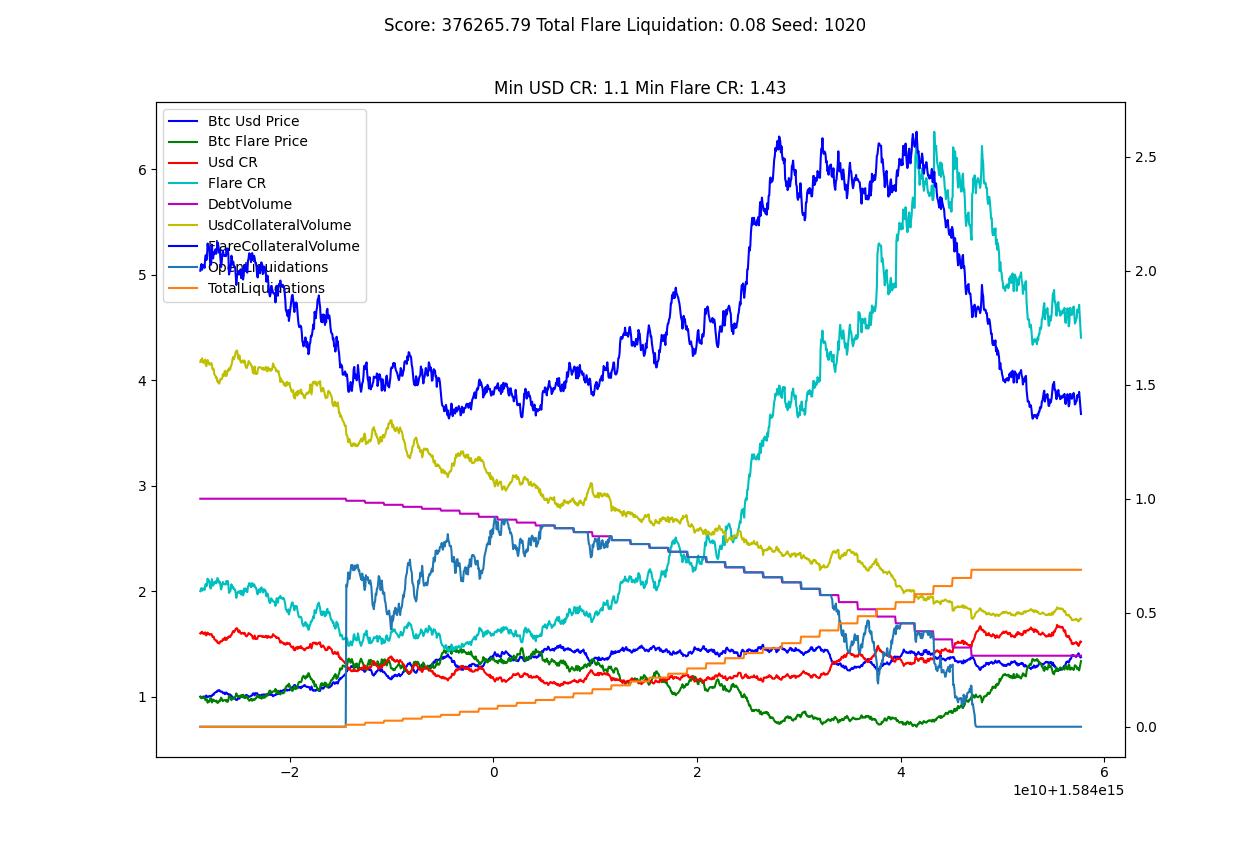 Score: 376265.79 Total Flare Liquidation: 0.08 Seed: 1020
Min USD CR: 1.1 Min Flare CR: 1.43
Btc Usd Price
Btc Flare Price
Usd CR
Flare CR
DebtVolume
UsdCollateralVolume
FlareCollateralVolume
OpenLiquidations
TotalLiquidations
6
5
4
3
2
1
2.5
2.0
1.5
1.0
0.5
0.0
−2
0
2
4
6
1e10+1.584e15